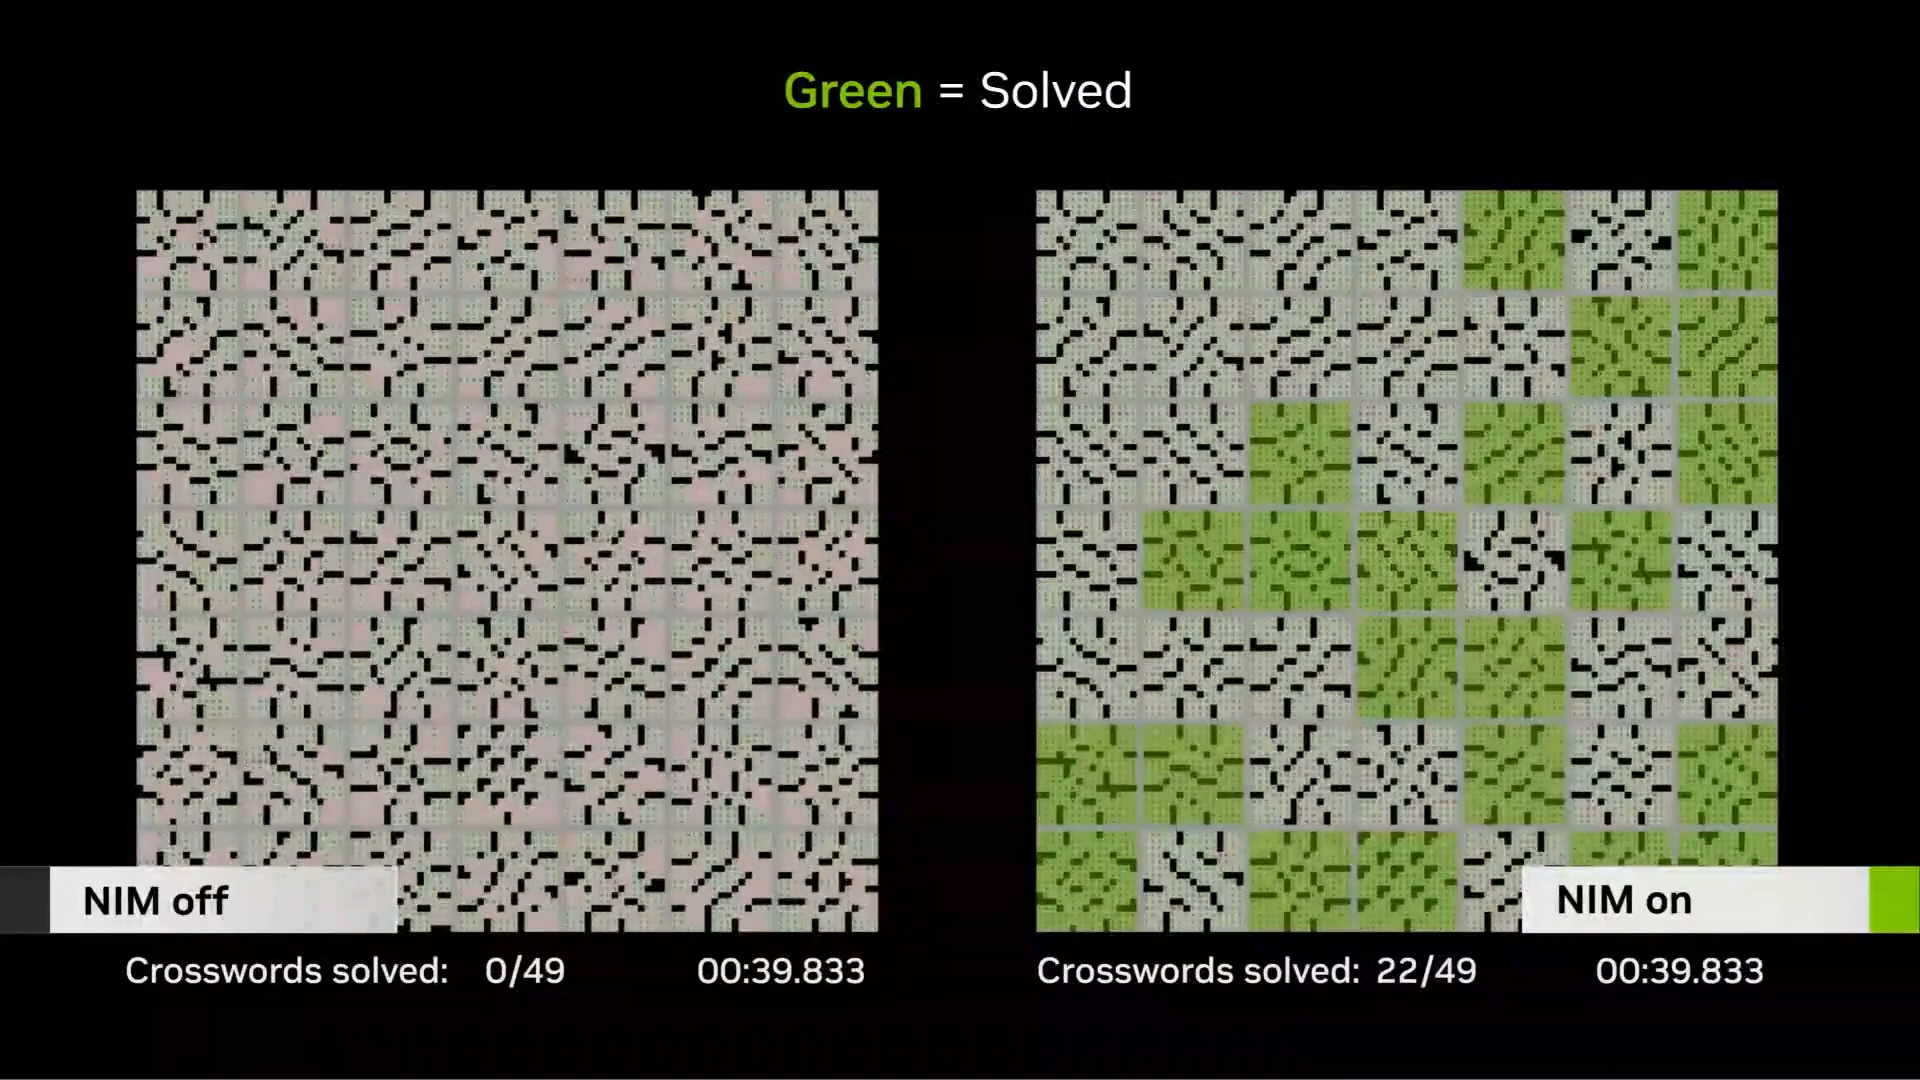 Green = Solved
NIM off
NIM on
Crosswords solved: 0/49 00:39.833
Crosswords solved: 22/49 00:39.833